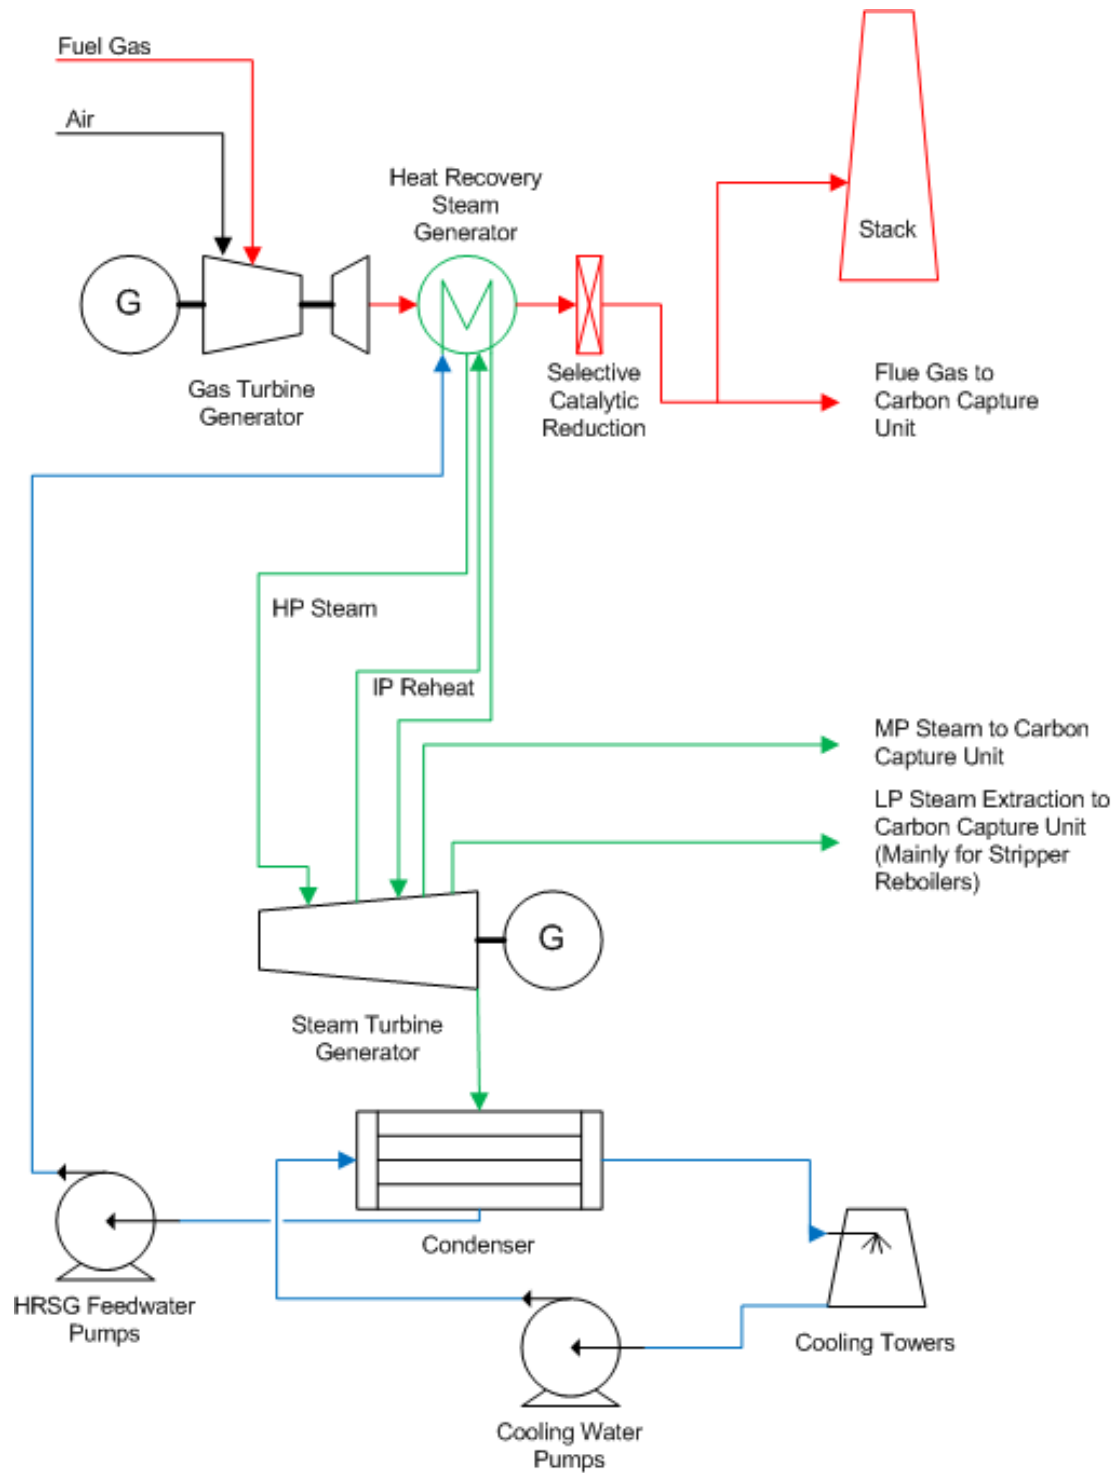 Fuel Gas
Air
Heat Recovery
Steam
Generator
Stack
G
Gas Turbine
Generator
Selective
Catalytic
Reduction
Flue Gas to
Carbon Capture
Unit
HP Steam
IP Reheat
MP Steam to Carbon
Capture Unit
LP Steam Extraction to
Carbon Capture Unit
(Mainly for Stripper
Reboilers)
G
Steam Turbine
Generator
Condenser
HRSG Feedwater
Pumps
Cooling Towers
Cooling Water
Pumps